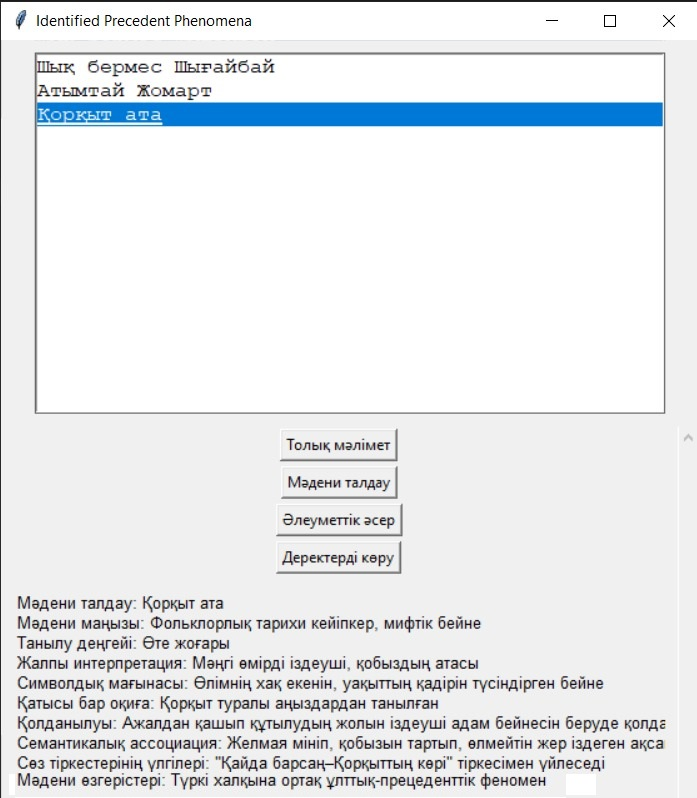 Identified Precedent Phenomena
Шық бермес Шығайбай
Атымтай Жомарт
Қорқыт ата
Толық мәлімет
Мәдени талдау
Әлеуметтік әсер
Деректерді көру
Мәдени талдау: Қорқыт ата
Мәдени маңызы: Фольклорлық тарихи кейіпкер, мифтік бейне
Танылу деңгейі: Өте жоғары
Жалпы интерпретация: Мәңгі өмірді іздеуші, қобыздың атасы
Символдық мағынасы: Өлімнің хақ екенін, уақыттың қадірін түсіндірген бейне
Қатысы бар оқиға: Қорқыт туралы аңыздардан танылған
Қолданылуы: Ажалдан қашып құтылудың жолын іздеуші адам бейнесін беруде қолда
Семантикалық ассоциация: Желмая мініп, қобызын тартып, өлмейтін жер іздеген ақса
Сөз тіркестерінің үлгілері: "Қайда барсаң–Қорқыттың көрі" тіркесімен үйлеседі
Мәдени өзгерістері: Түркі халқына ортақ ұлттық-прецеденттік феномен